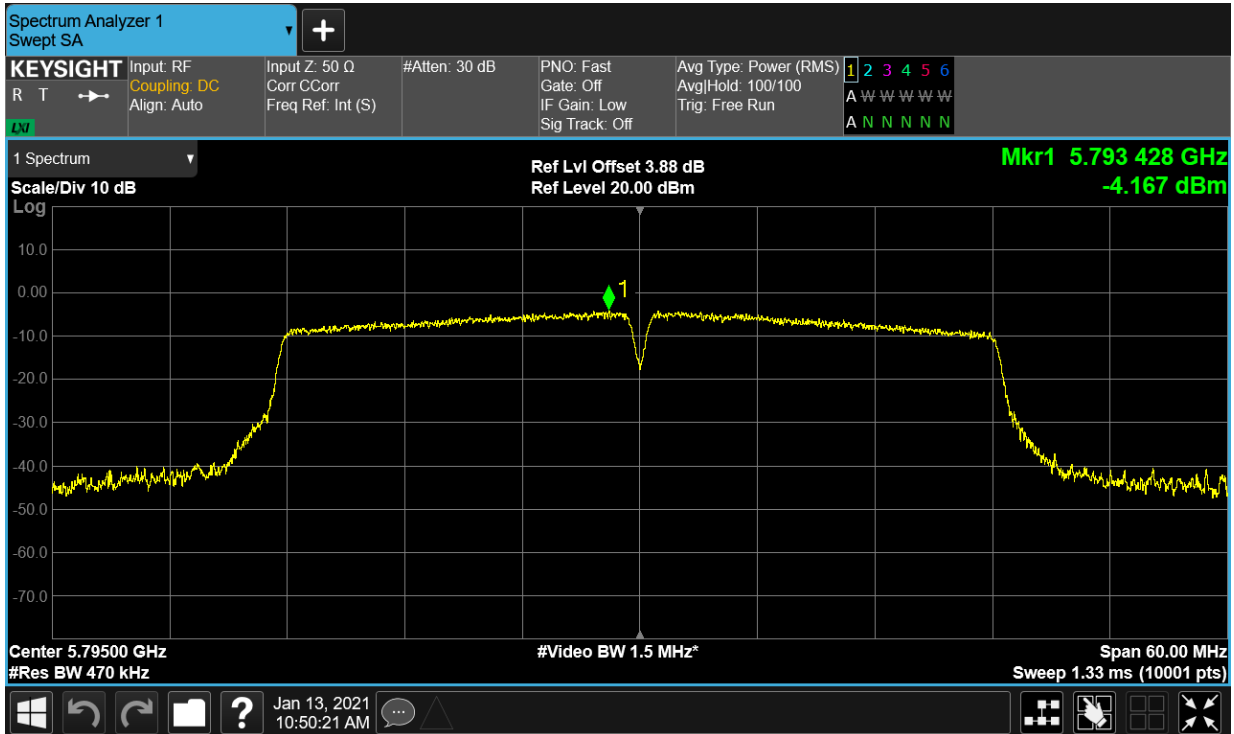 Spectrum Analyzer 1
Swept SA
+
KEYSIGHT
R T
LXI
Input: RF
Coupling: DC
Align: Auto
Input Z: 50 Ω
Corr CCorr
Freq Ref: Int (S)
#Atten: 30 dB
PNO: Fast
Gate: Off
IF Gain: Low
Sig Track: Off
Avg Type: Power (RMS)
Avg|Hold: 100/100
Trig: Free Run
1 2 3 4 5 6
A W W W W W
A N N N N N
1 Spectrum
Scale/Div 10 dB
Log
Ref Lvl Offset 3.88 dB
Ref Level 20.00 dBm
Mkr1 5.793 428 GHz
-4.167 dBm
10.0
0.00
-10.0
-20.0
-30.0
-40.0
-50.0
-60.0
-70.0
1
Center 5.79500 GHz
#Res BW 470 kHz
#Video BW 1.5 MHz*
Span 60.00 MHz
Sweep 1.33 ms (10001 pts)
?
Jan 13, 2021
10:50:21 AM